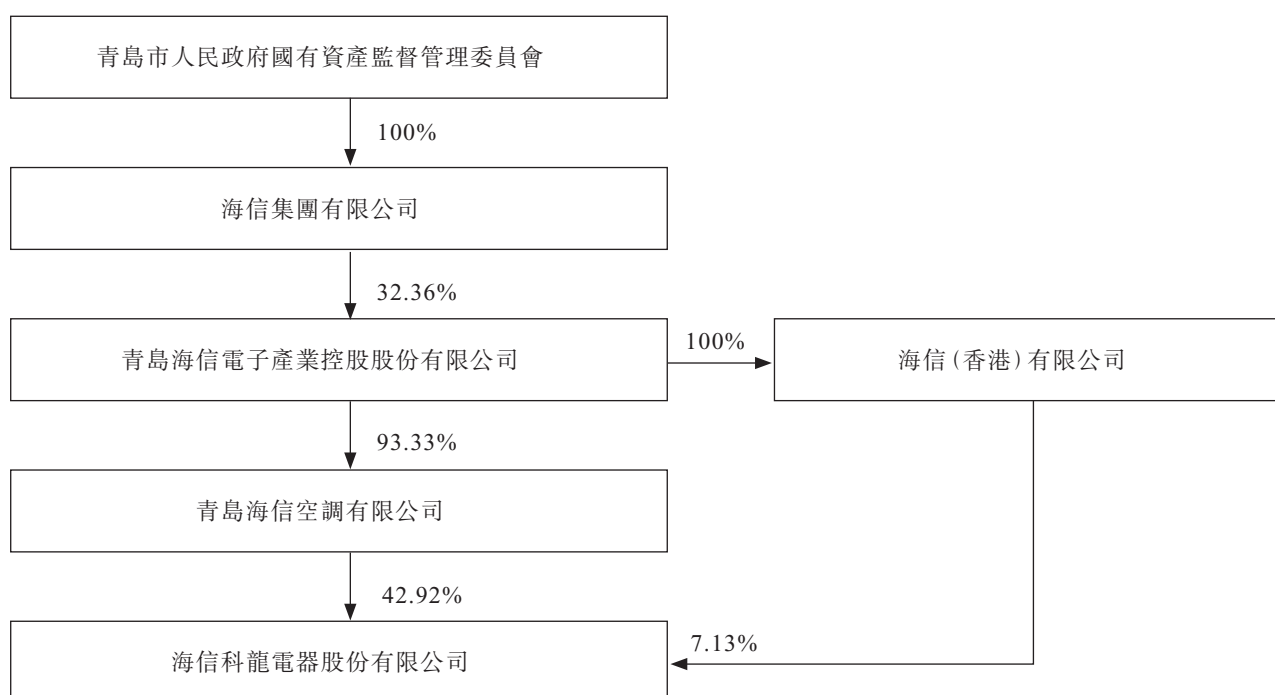 青島市人民政府國有資產監督管理委員會
100%
海信集團有限公司
32.36%
青島海信電子產業控股股份有限公司
100%
海信(香港)有限公司
93.33%
青島海信空調有限公司
42.92%
海信科龍電器股份有限公司
7.13%